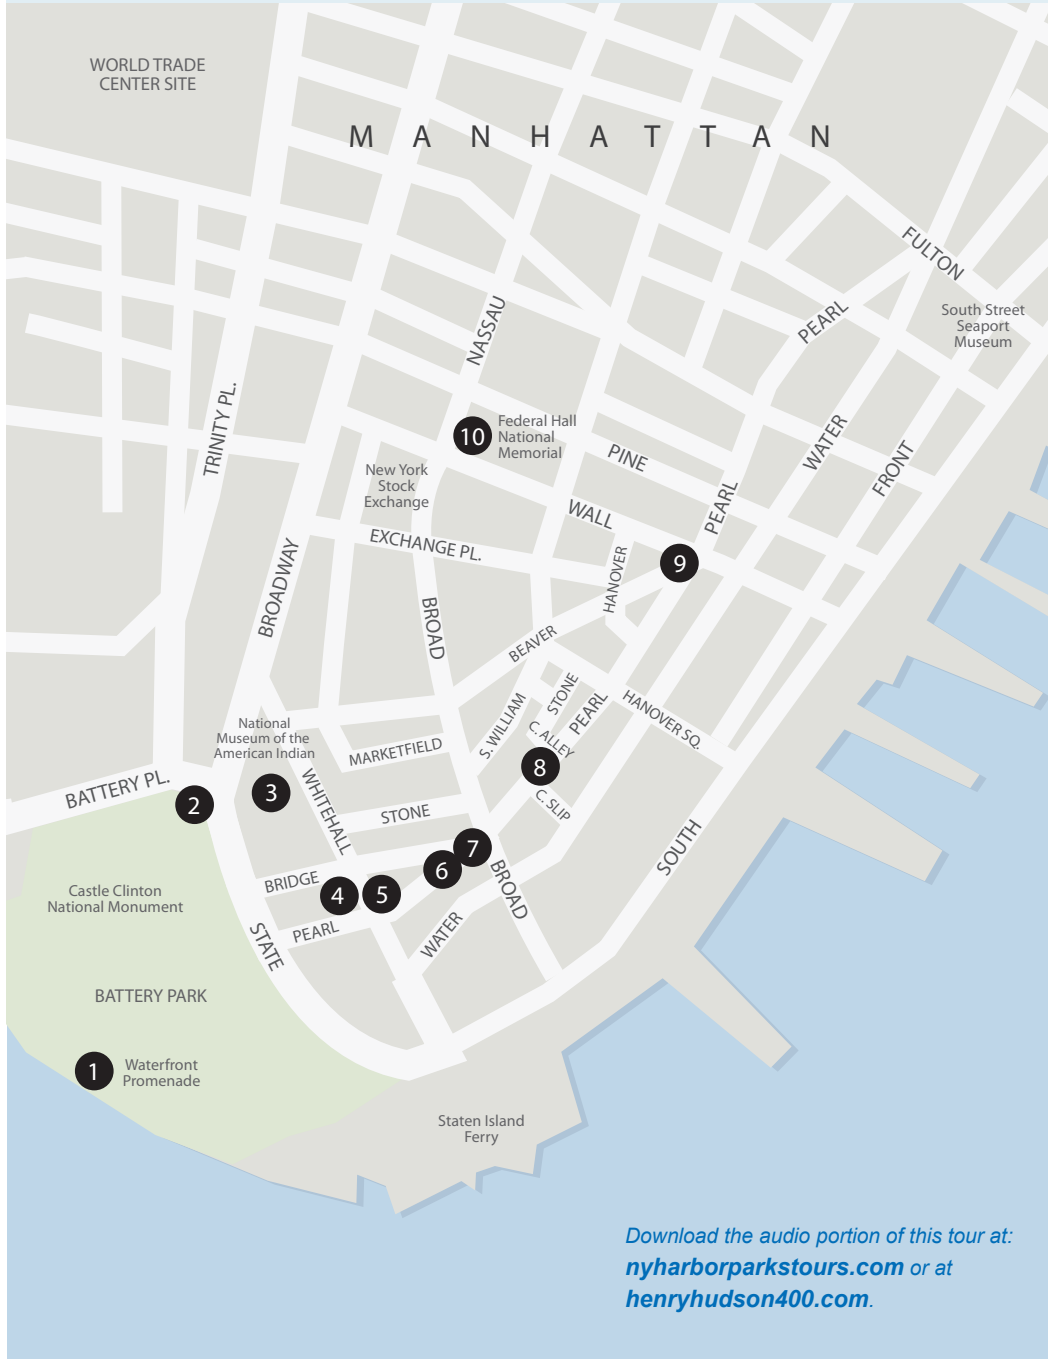 WORLD TRADE
CENTER SITE
MANHATTAN
FULTON
PEARL
South Street
Seaport
Museum
NASSAU
TRINITY PL.
10
Federal Hall
National
Memorial
PINE
WATER
FRONT
New York
Stock
Exchange
PEARL
WALL
EXCHANGE PL.
BROADWAY
HANOVER
9
BROAD
BEAVER
STONE
PEARL
HANOVER SQ.
S. WILLIAM
C. ALLEY
National
Museum of the
American Indian
MARKETFIELD
8
BATTERY PL.
2
3
WHITEHALL
STONE
C. SLIP
SOUTH
7
6
BRIDGE
4
5
BROAD
Castle Clinton
National Monument
PEARL
WATER
STATE
BATTERY PARK
1
Waterfront
Promenade
Staten Island
Ferry
Download the audio portion of this tour at:
nyharborparkstours.com or at
henryhudson400.com.